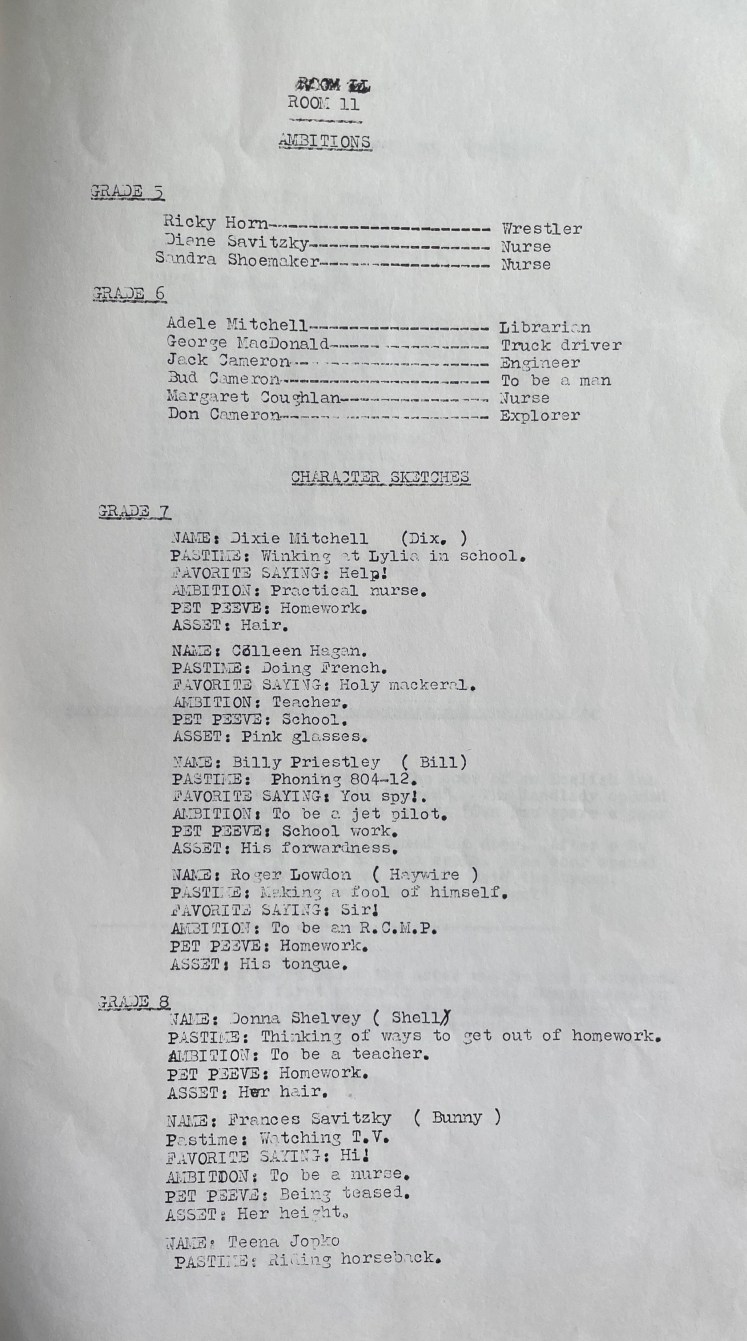 ROOM 11
ROOM 11
AMBITIONS
GRADE 5
Ricky Horn------------------------ Wrestler
Diane Savitzky-------------------- Nurse
Sandra Shoemaker------------------ Nurse
GRADE 6
Adele Mitchell-------------------- Librarian
George MacDonald------------------ Truck driver
Jack Cameron---------------------- Engineer
Bud Cameron----------------------- To be a man
Margaret Coughlan----------------- Nurse
Don Cameron----------------------- Explorer
CHARACTER SKETCHES
GRADE 7
NAME: Dixie Mitchell (Dix. )
PASTIME: Winking at Lylia in school.
FAVORITE SAYING: Help!
AMBITION: Practical nurse.
PET PEEVE: Homework.
ASSET: Hair.
NAME: Colleen Hagan.
PASTIME: Doing French.
FAVORITE SAYING: Holy mackeral.
AMBITION: Teacher.
PET PEEVE: School.
ASSET: Pink glasses.
NAME: Billy Priestley ( Bill)
PASTIME: Phoning 804-12.
FAVORITE SAYING: You spy!.
AMBITION: To be a jet pilot.
PET PEEVE: School work.
ASSET: His forwardness.
NAME: Roger Lowdon ( Haywire )
PASTIME: Making a fool of himself.
FAVORITE SAYING: Sir!
AMBITION: To be an R.C.M.P.
PET PEEVE: Homework.
ASSET: His tongue.
GRADE 8
NAME: Donna Shelvey ( Shell)
PASTIME: Thinking of ways to get out of homework.
AMBITION: To be a teacher.
PET PEEVE: Homework.
ASSET: Her hair.
NAME: Frances Savitzky ( Bunny )
Pastime: Watching T.V.
FAVORITE SAYING: Hi!
AMBITDON: To be a nurse.
PET PEEVE: Being teased.
ASSET: Her height.
NAME: Teena Jopko
PASTIME: Riding horseback.